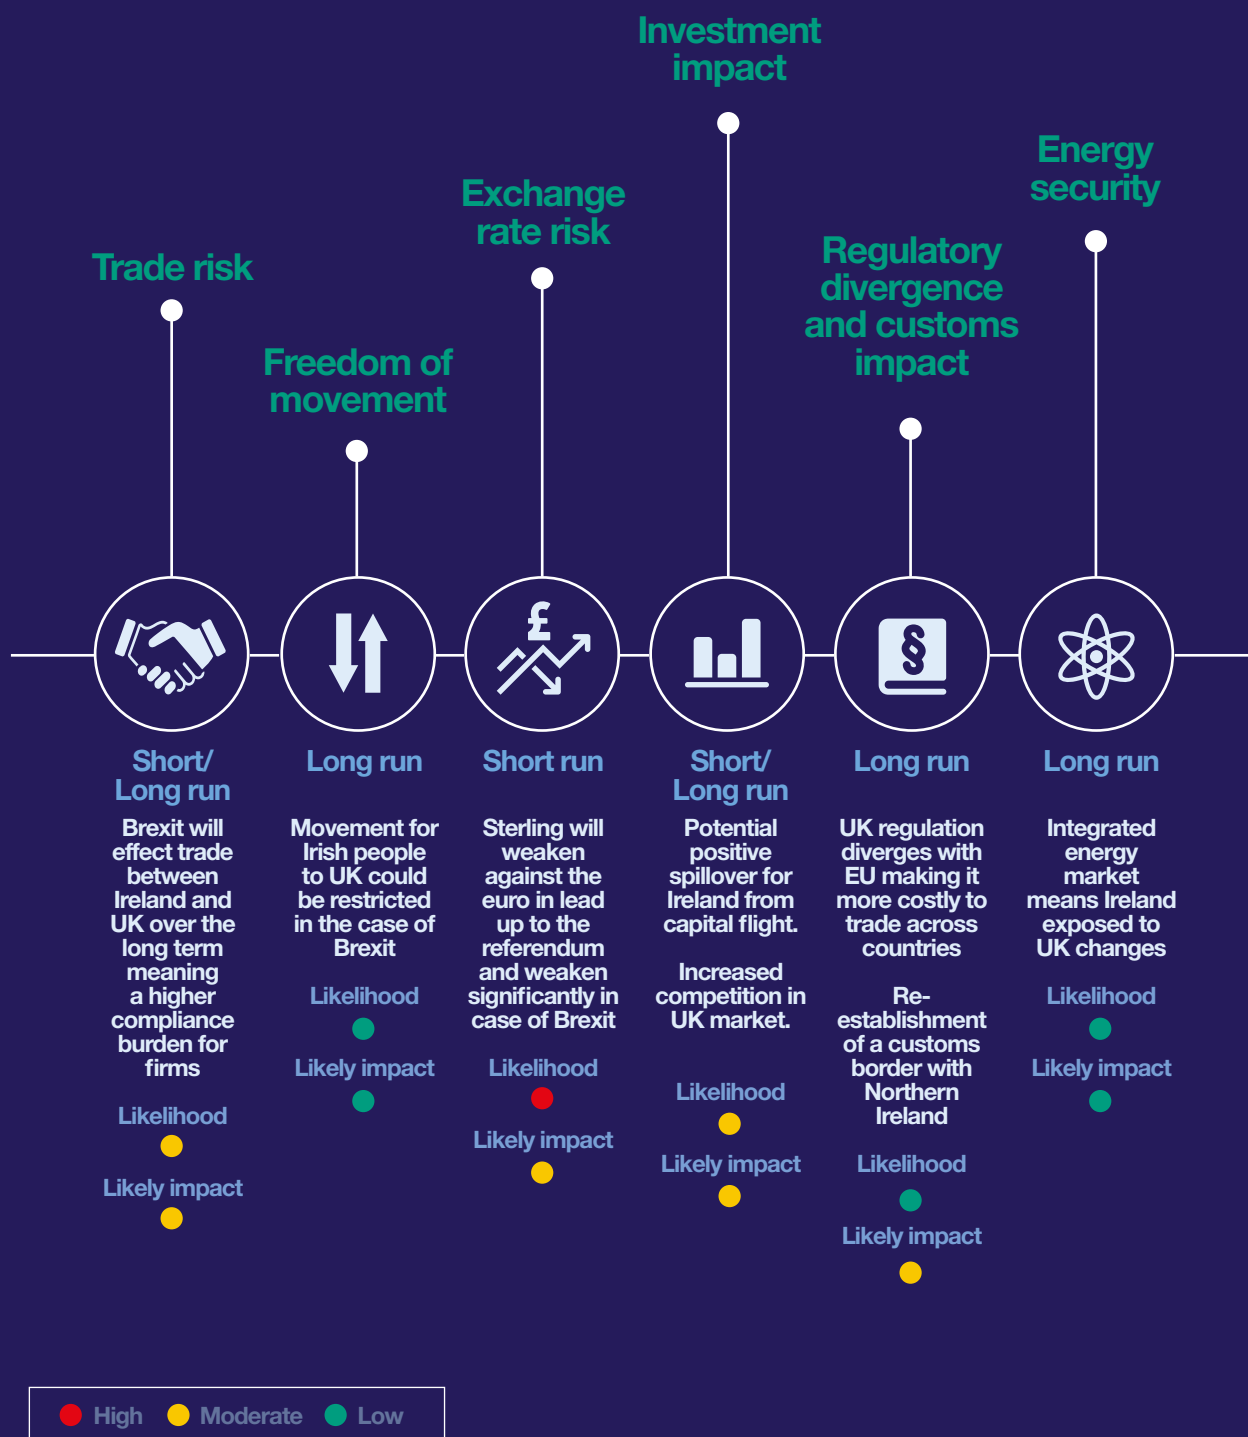 Investment
impact
Energy
security
Exchange
rate risk
Regulatory
divergence
and customs
impact
Trade risk
Freedom of
movement
£
§
Short/
Long run
Brexit will
effect trade
between
Ireland and
UK over the
long term
meaning
a higher
compliance
burden for
firms
Likelihood
Likely impact
Long run
Movement for
Irish people
to UK could
be restricted
in the case of
Brexit
Likelihood
Likely impact
Short run
Sterling will
weaken
against the
euro in lead
up to the
referendum
and weaken
significantly in
case of Brexit
Likelihood
Likely impact
Short/
Long run
Potential
positive
spillover for
Ireland from
capital flight.
Increased
competition in
UK market.
Likelihood
Likely impact
Long run
UK regulation
diverges with
EU making it
more costly to
trade across
countries
Re-
establishment
of a customs
border with
Northern
Ireland
Likelihood
Likely impact
Long run
Integrated
energy
market
means Ireland
exposed to
UK changes
Likelihood
Likely impact
High Moderate Low